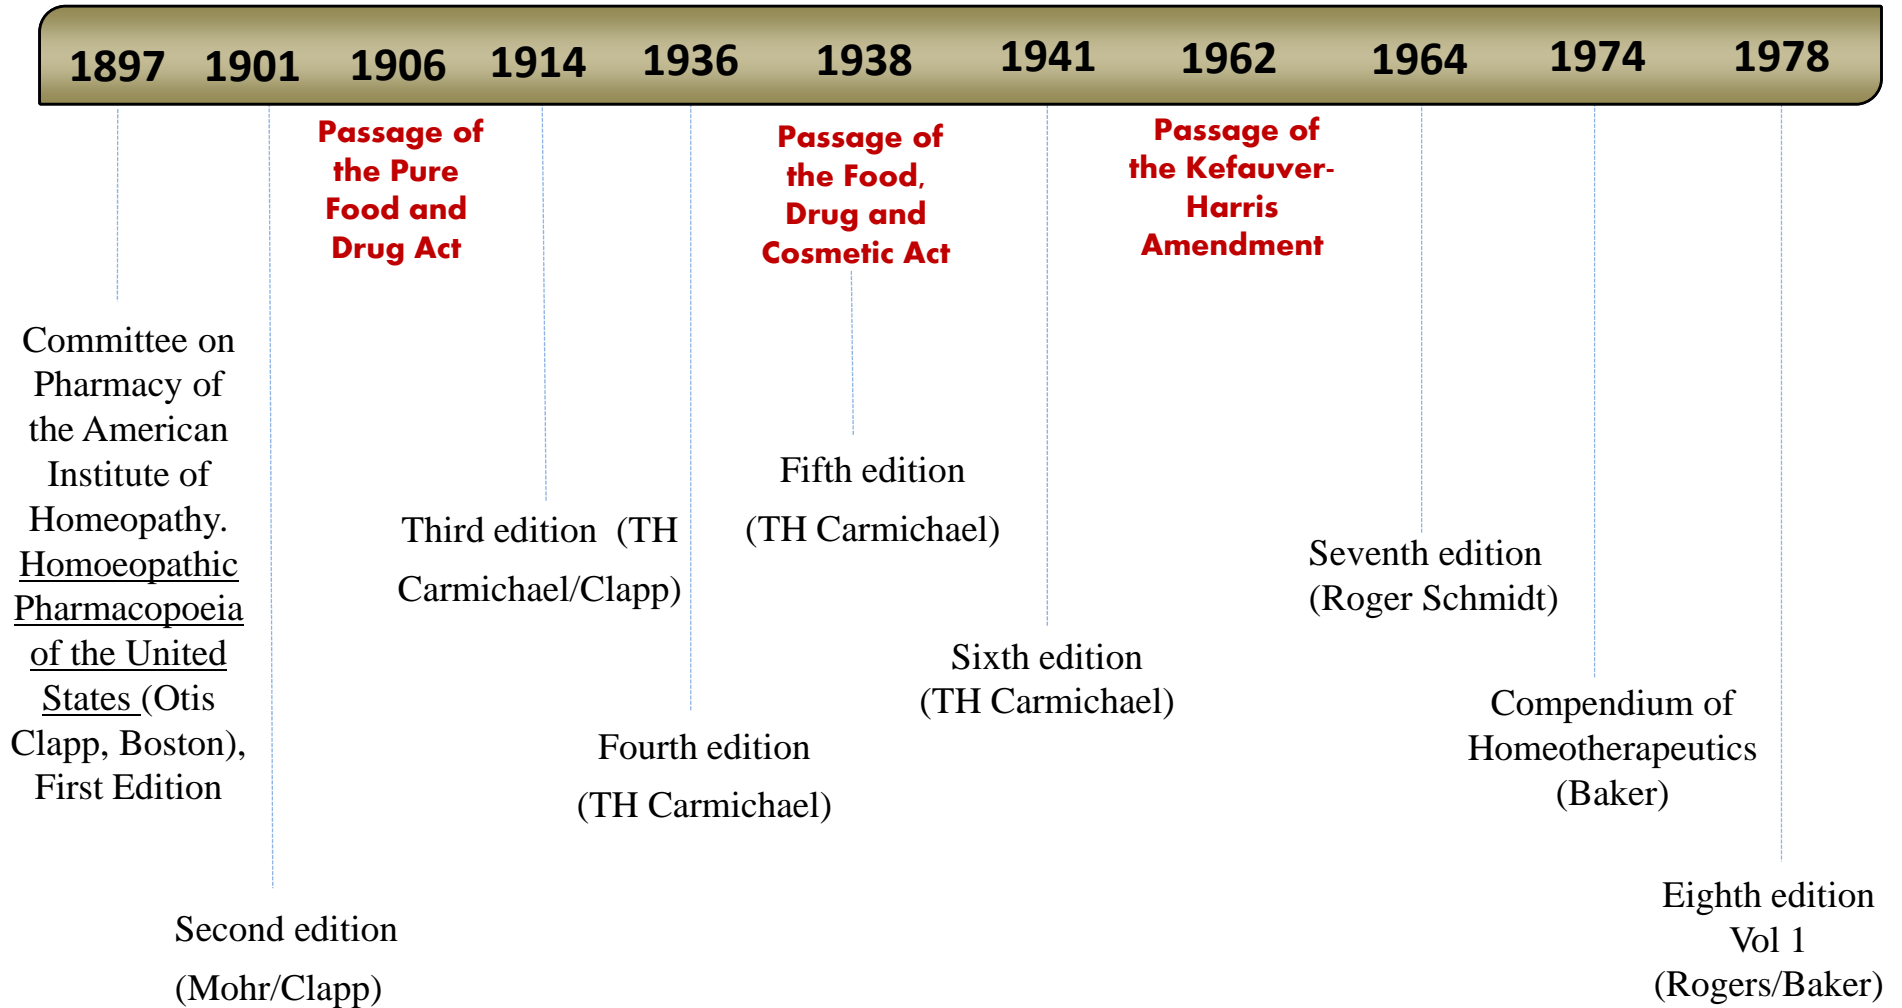 1897 1901 1906 1914 1936 1938 1941 1962 1964 1974 1978
Passage of
the Pure
Food and
Drug Act
Passage of
the Food,
Drug and
Cosmetic Act
Passage of
the Kefauver-
Harris
Amendment
Committee on
Pharmacy of
the American
Institute of
Homeopathy.
Homoeopathic
Pharmacopoeia
of the United
States (Otis
Clapp, Boston),
First Edition
Second edition
(Mohr/Clapp)
Third edition (TH
Carmichael/Clapp)
Fourth edition
(TH Carmichael)
Fifth edition
(TH Carmichael)
Sixth edition
(TH Carmichael)
Seventh edition
(Roger Schmidt)
Compendium of
Homeotherapeutics
(Baker)
Eighth edition
Vol 1
(Rogers/Baker)